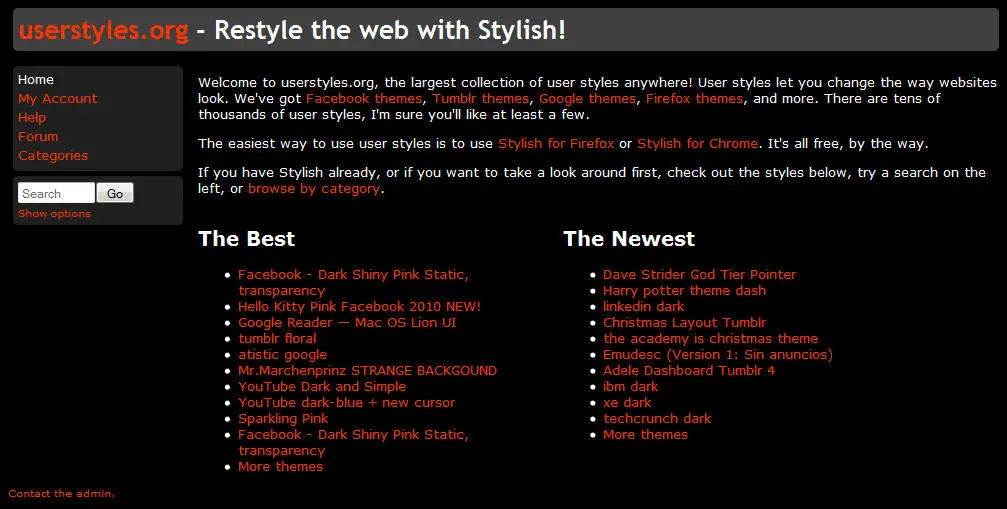 userstyles.org - Restyle the web with Stylish!
Home
My Account
Help
Forum
Categories
Search Go
Show options
Welcome to userstyles.org, the largest collection of user styles anywhere! User styles let you change the way websites
look. We've got Facebook themes, Tumblr themes, Google themes, Firefox themes, and more. There are tens of
thousands of user styles, I'm sure you'll like at least a few.
The easiest way to use user styles is to use Stylish for Firefox or Stylish for Chrome. It's all free, by the way.
If you have Stylish already, or if you want to take a look around first, check out the styles below, try a search on the
left, or browse by category.
The Best
Facebook - Dark Shiny Pink Static,
transparency
Hello Kitty Pink Facebook 2010 NEW!
Google Reader — Mac OS Lion UI
tumblr floral
atistic google
Mr.Marchenprinz STRANGE BACKGOUND
YouTube Dark and Simple
YouTube dark-blue + new cursor
Sparkling Pink
Facebook - Dark Shiny Pink Static,
transparency
More themes
The Newest
Dave Strider God Tier Pointer
Harry potter theme dash
linkedin dark
Christmas Layout Tumblr
the academy is christmas theme
Emudesc (Version 1: Sin anuncios)
Adele Dashboard Tumblr 4
ibm dark
xe dark
techcrunch dark
More themes
Contact the admin.